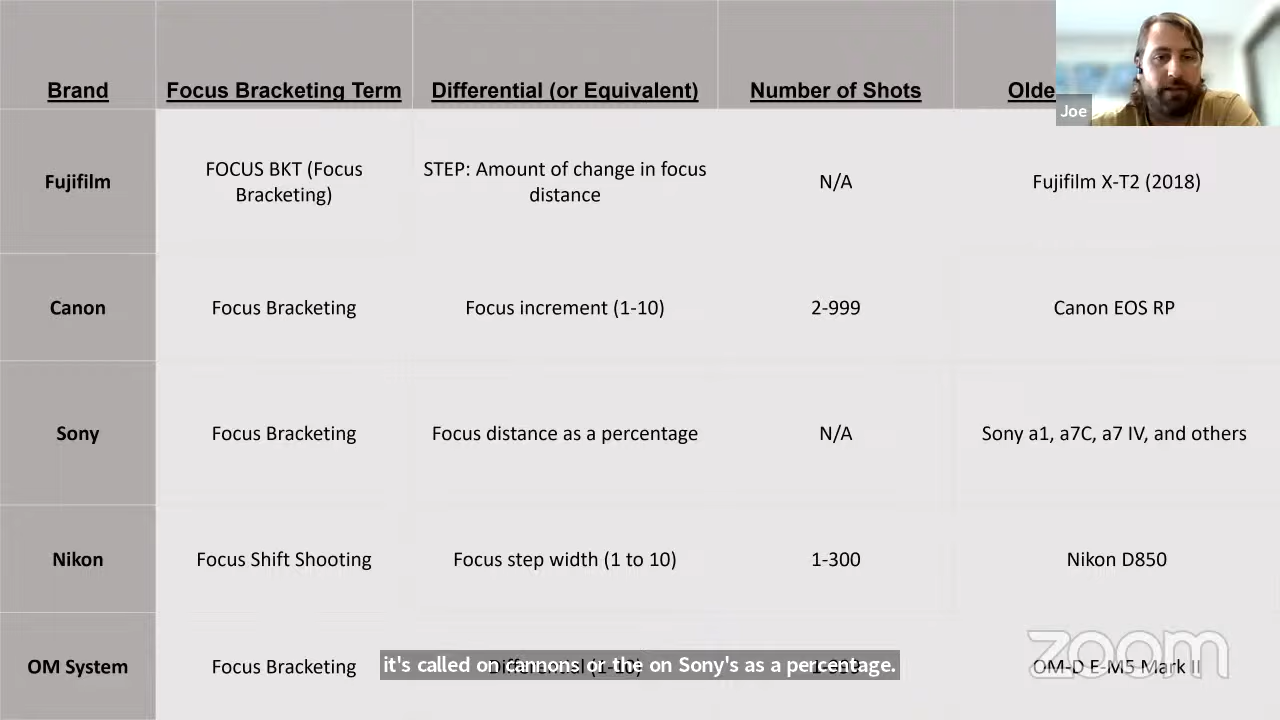 Brand Focus Bracketing Term Differential (or Equivalent) Number of Shots Olde
Joe
Fujifilm FOCUS BKT (Focus Bracketing) STEP: Amount of change in focus distance N/A Fujifilm X-T2 (2018)
Canon Focus Bracketing Focus increment (1-10) 2-999 Canon EOS RP
Sony Focus Bracketing Focus distance as a percentage N/A Sony a1, a7C, a7 IV, and others
Nikon Focus Shift Shooting Focus step width (1 to 10) 1-300 Nikon D850
OM System Focus Bracketing Differential (1-10) OM-D E-M5 Mark II
it's called on cannons or the on Sony's as a percentage.
zoom